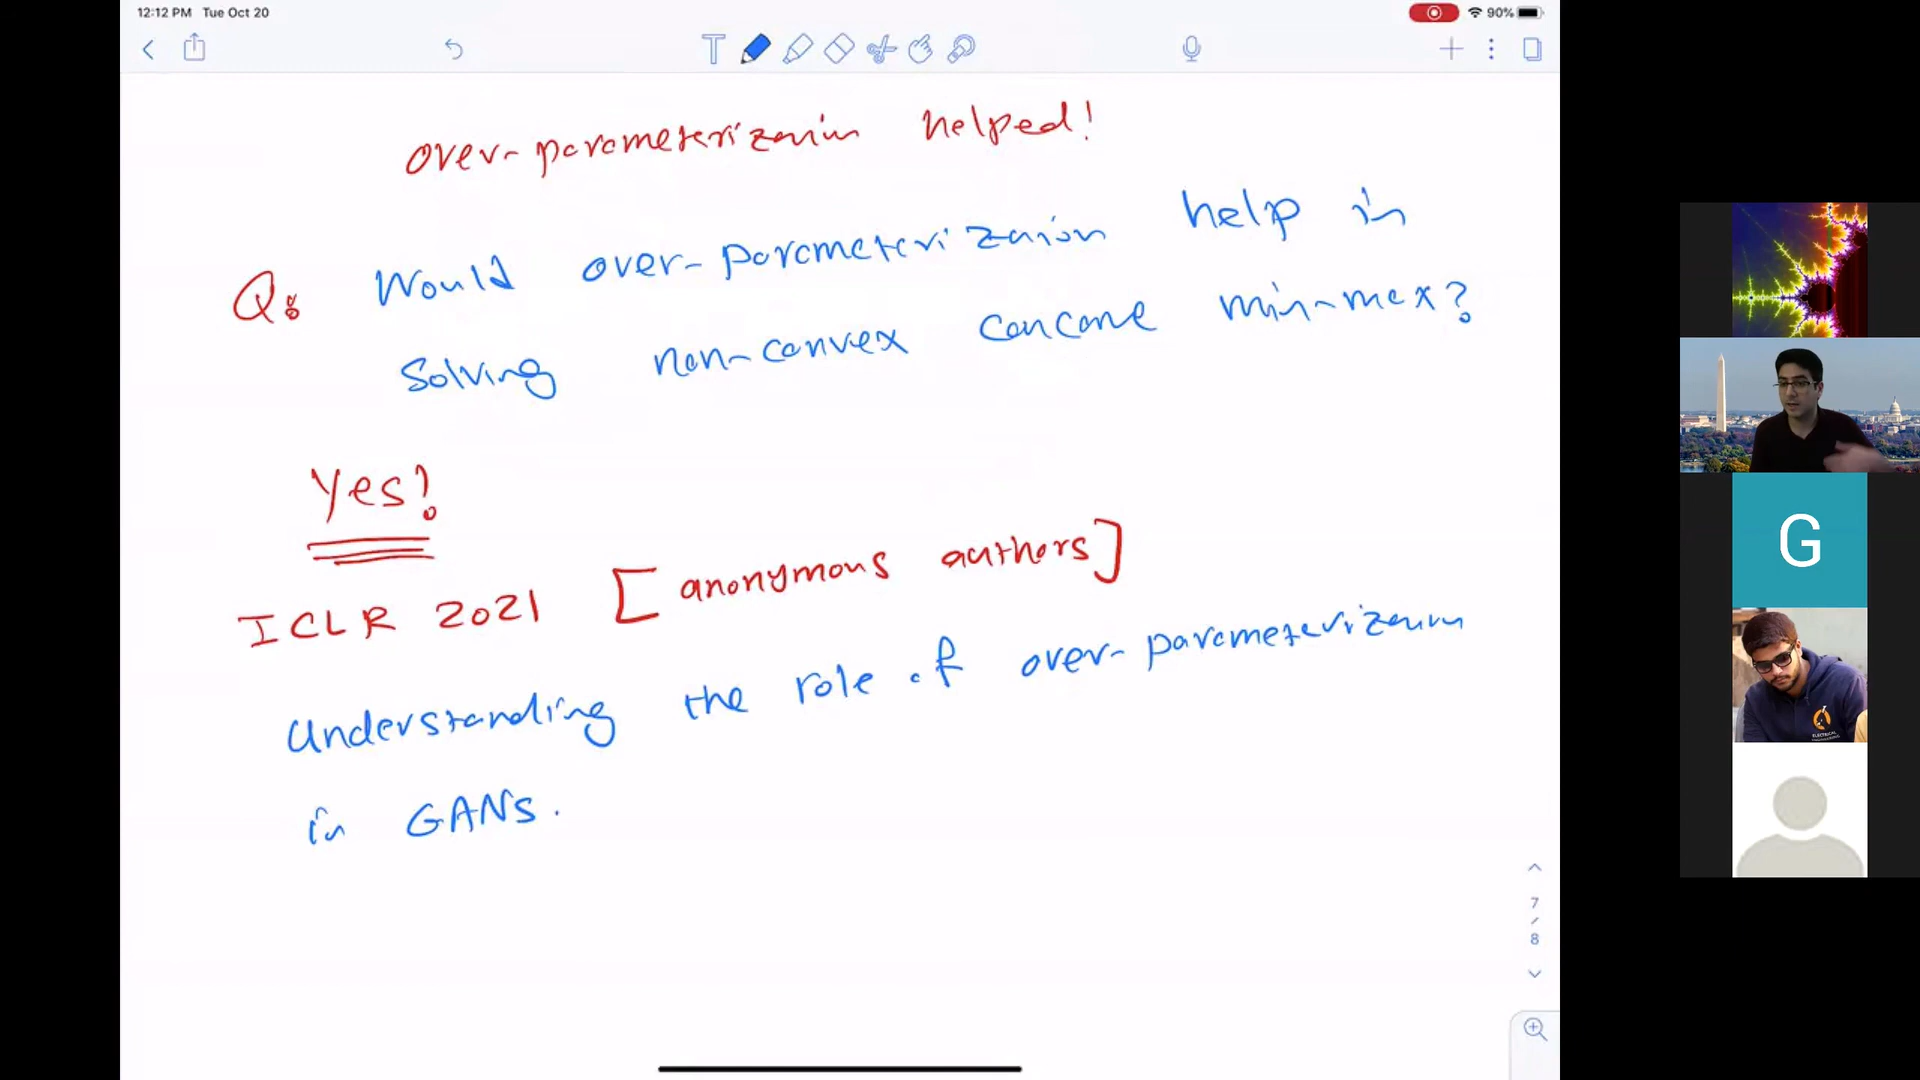 12:12 PM Tue Oct 20
90%
T
over-parameterization helped!
Q: Would over-parameterization help in
solving non-convex concave min-max?
Yes!
ICLR 2021 [anonymous authors]
Understanding the role of over-parameterization
in GANs.
G
ELECTRICAL
7
/
8